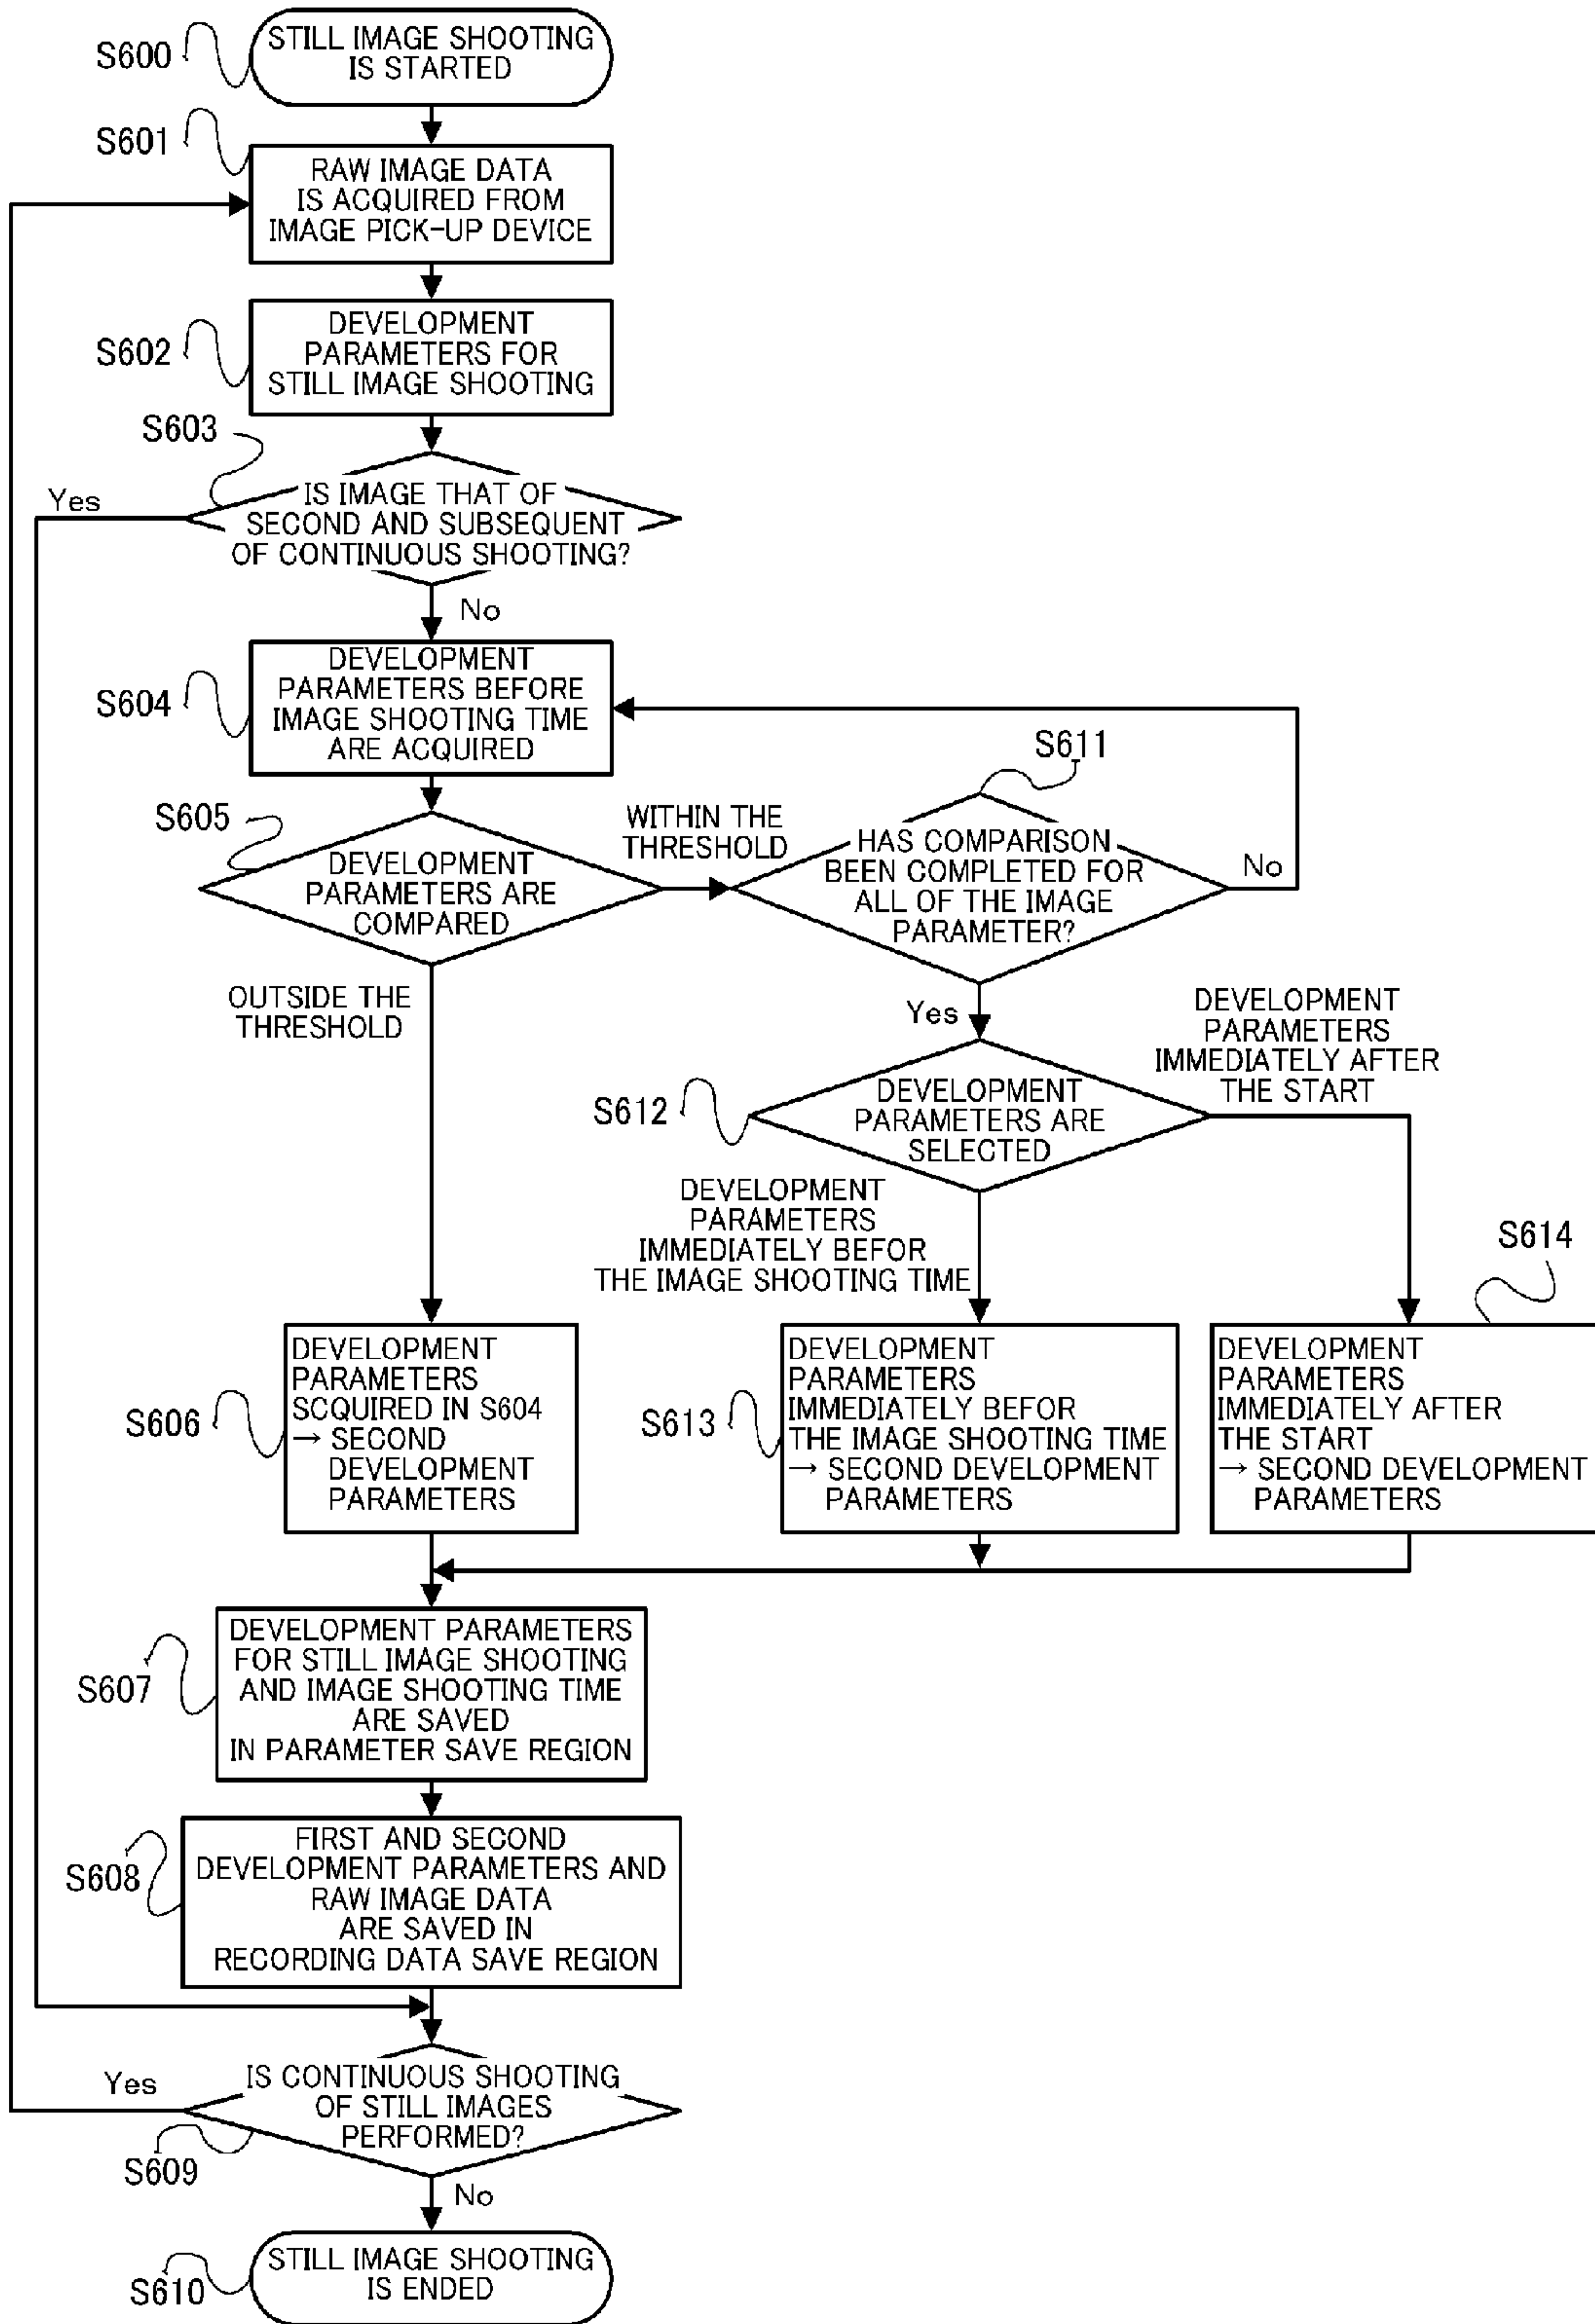 S600
STILL IMAGE SHOOTING
IS STARTED
S601
RAW IMAGE DATA
IS ACQUIRED FROM
IMAGE PICK-UP DEVICE
S602
DEVELOPMENT
PARAMETERS FOR
STILL IMAGE SHOOTING
S603
Yes
IS IMAGE THAT OF
SECOND AND SUBSEQUENT
OF CONTINUOUS SHOOTING?
No
S604
DEVELOPMENT
PARAMETERS BEFORE
IMAGE SHOOTING TIME
ARE ACQUIRED
S605
DEVELOPMENT
PARAMETERS ARE
COMPARED
WITHIN THE
THRESHOLD
S611
HAS COMPARISON
BEEN COMPLETED FOR
ALL OF THE IMAGE
PARAMETER?
No
OUTSIDE THE
THRESHOLD
Yes
S612
DEVELOPMENT
PARAMETERS ARE
SELECTED
DEVELOPMENT
PARAMETERS
IMMEDIATELY AFTER
THE START
DEVELOPMENT
PARAMETERS
IMMEDIATELY BEFOR
THE IMAGE SHOOTING TIME
S606
DEVELOPMENT
PARAMETERS
SCQUIRED IN S604
→ SECOND
DEVELOPMENT
PARAMETERS
S613
DEVELOPMENT
PARAMETERS
IMMEDIATELY BEFOR
THE IMAGE SHOOTING TIME
→ SECOND DEVELOPMENT
PARAMETERS
S614
DEVELOPMENT
PARAMETERS
IMMEDIATELY AFTER
THE START
→ SECOND DEVELOPMENT
PARAMETERS
S607
DEVELOPMENT PARAMETERS
FOR STILL IMAGE SHOOTING
AND IMAGE SHOOTING TIME
ARE SAVED
IN PARAMETER SAVE REGION
S608
FIRST AND SECOND
DEVELOPMENT PARAMETERS AND
RAW IMAGE DATA
ARE SAVED IN
RECORDING DATA SAVE REGION
Yes
IS CONTINUOUS SHOOTING
OF STILL IMAGES
PERFORMED?
S609
No
S610
STILL IMAGE SHOOTING
IS ENDED